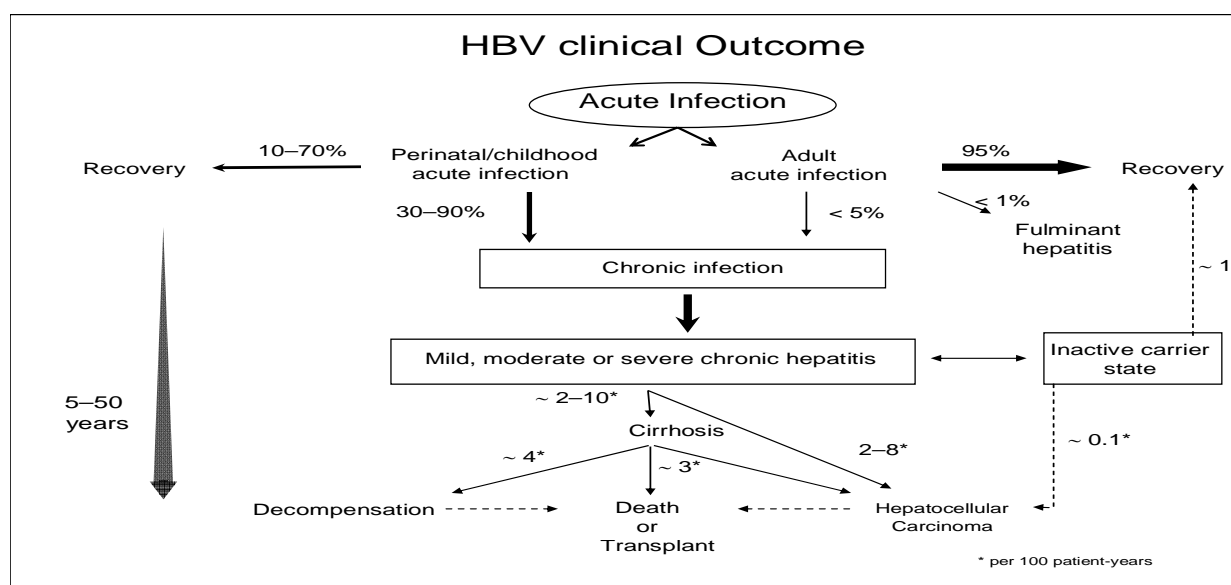 HBV clinical Outcome
Acute Infection
10–70%
Perinatal/childhood
acute infection
Adult
acute infection
95%
Recovery
Recovery
30–90%
< 5%
< 1%
Fulminant
hepatitis
Chronic infection
~ 1
Mild, moderate or severe chronic hepatitis
Inactive carrier
state
5–50
years
~ 2–10*
Cirrhosis
~ 4*
~ 3*
2–8*
~ 0.1*
Decompensation
Death
or
Transplant
Hepatocellular
Carcinoma
* per 100 patient-years